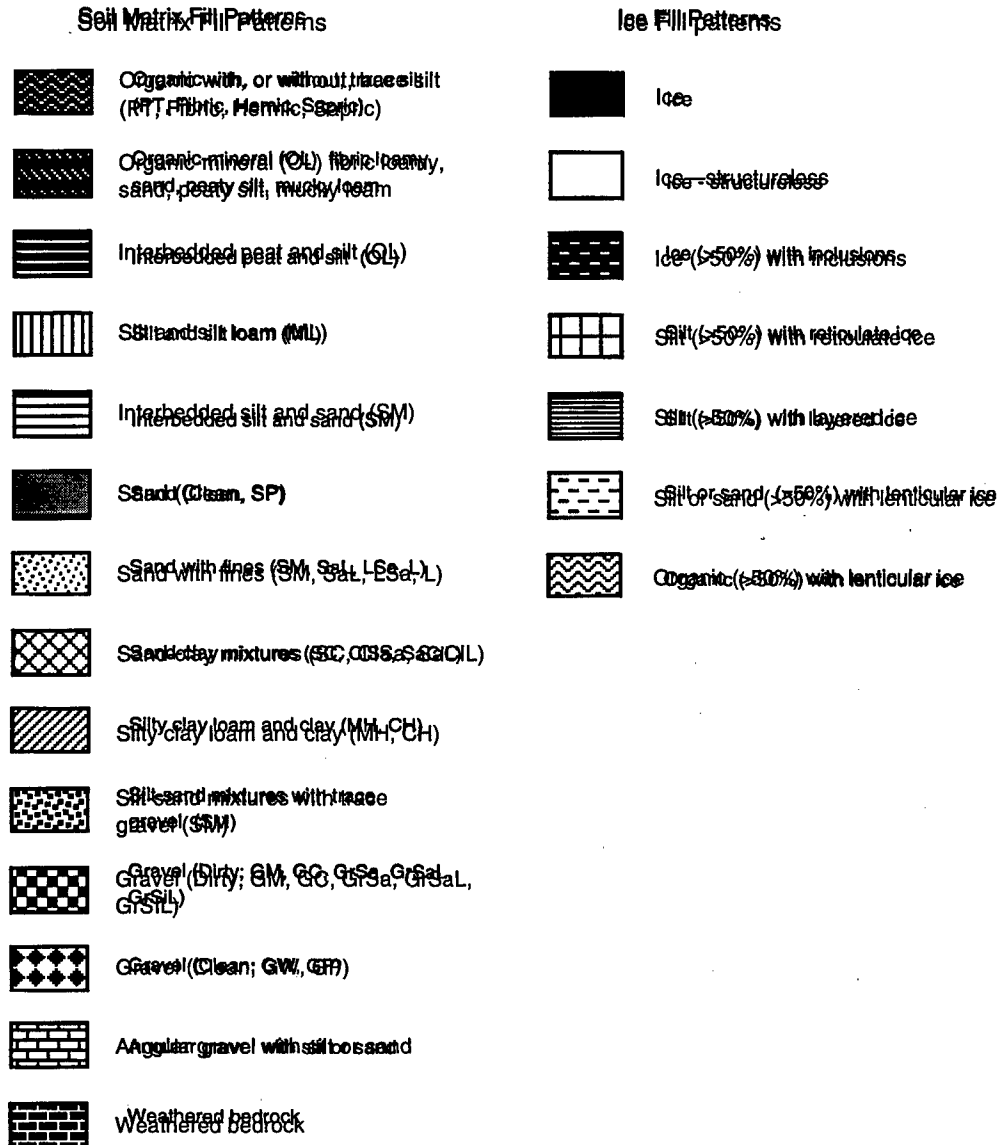 Soil Matrix Fill Patterns
Organic with, or without, trace silt
(PT, Fibric, Hemic, Sapric)
Organic-mineral (OL) fibric loamy,
sand, peaty silt, mucky loam
Interbedded peat and silt (OL)
Silt and silt loam (ML)
Interbedded silt and sand (SM)
Sand (Clean, SP)
Sand with fines (SM, SaL, LSa, L)
Sand-clay mixtures (SC, ClSa, SaClL)
Silty clay loam and clay (MH, CH)
Silt-sand mixtures with trace
gravel (SM)
Gravel (Dirty; GM, GC, GrSa, GrSaL,
GrSiL)
Gravel (Clean; GW, GP)
Angular gravel with silt or sand
Weathered bedrock
Ice Fill Patterns
Ice
Ice - structureless
Ice (>50%) with inclusions
Silt (>50%) with reticulate ice
Silt (>50%) with layered ice
Silt or sand (>50%) with lenticular ice
Organic (>50%) with lenticular ice